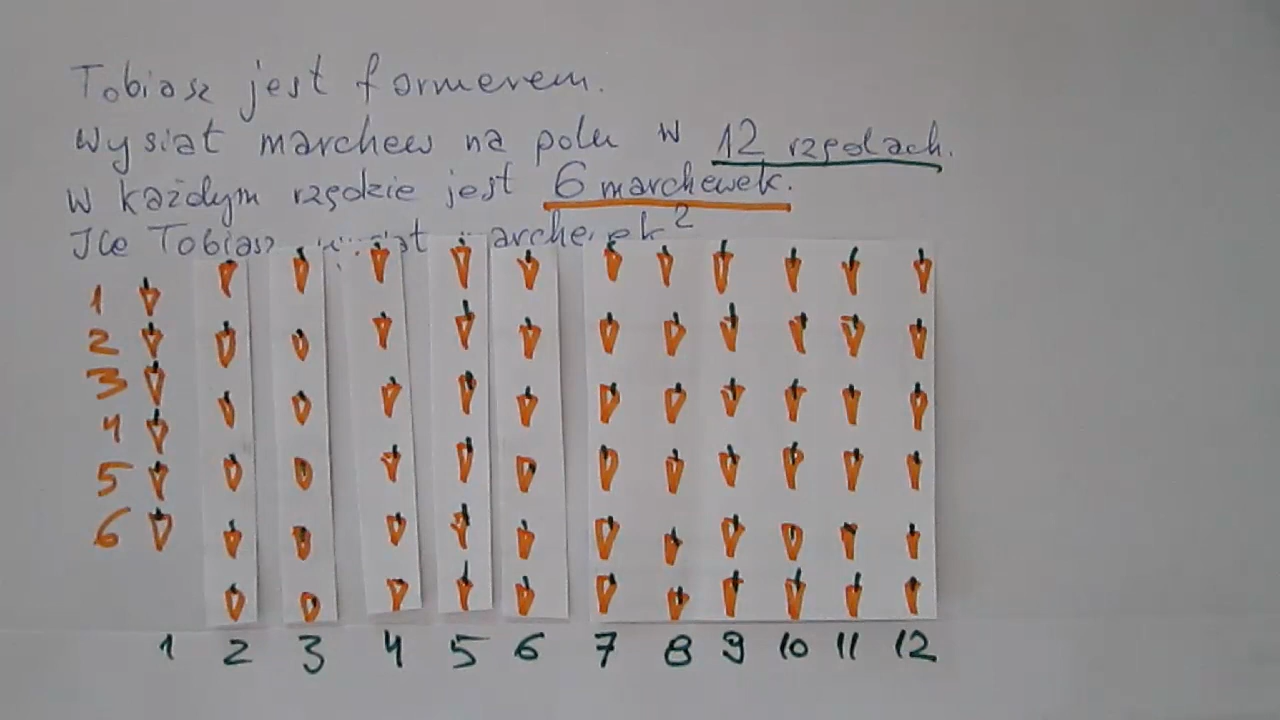 Tobiasz jest farmerem.
Wysiał marchew na polu w 12 rzędach.
W każdym rzędzie jest 6 marchewek.
Ile Tobiasz marchewek?
1
2
3
4
5
6
1 2 3 4 5 6 7 8 9 10 11 12